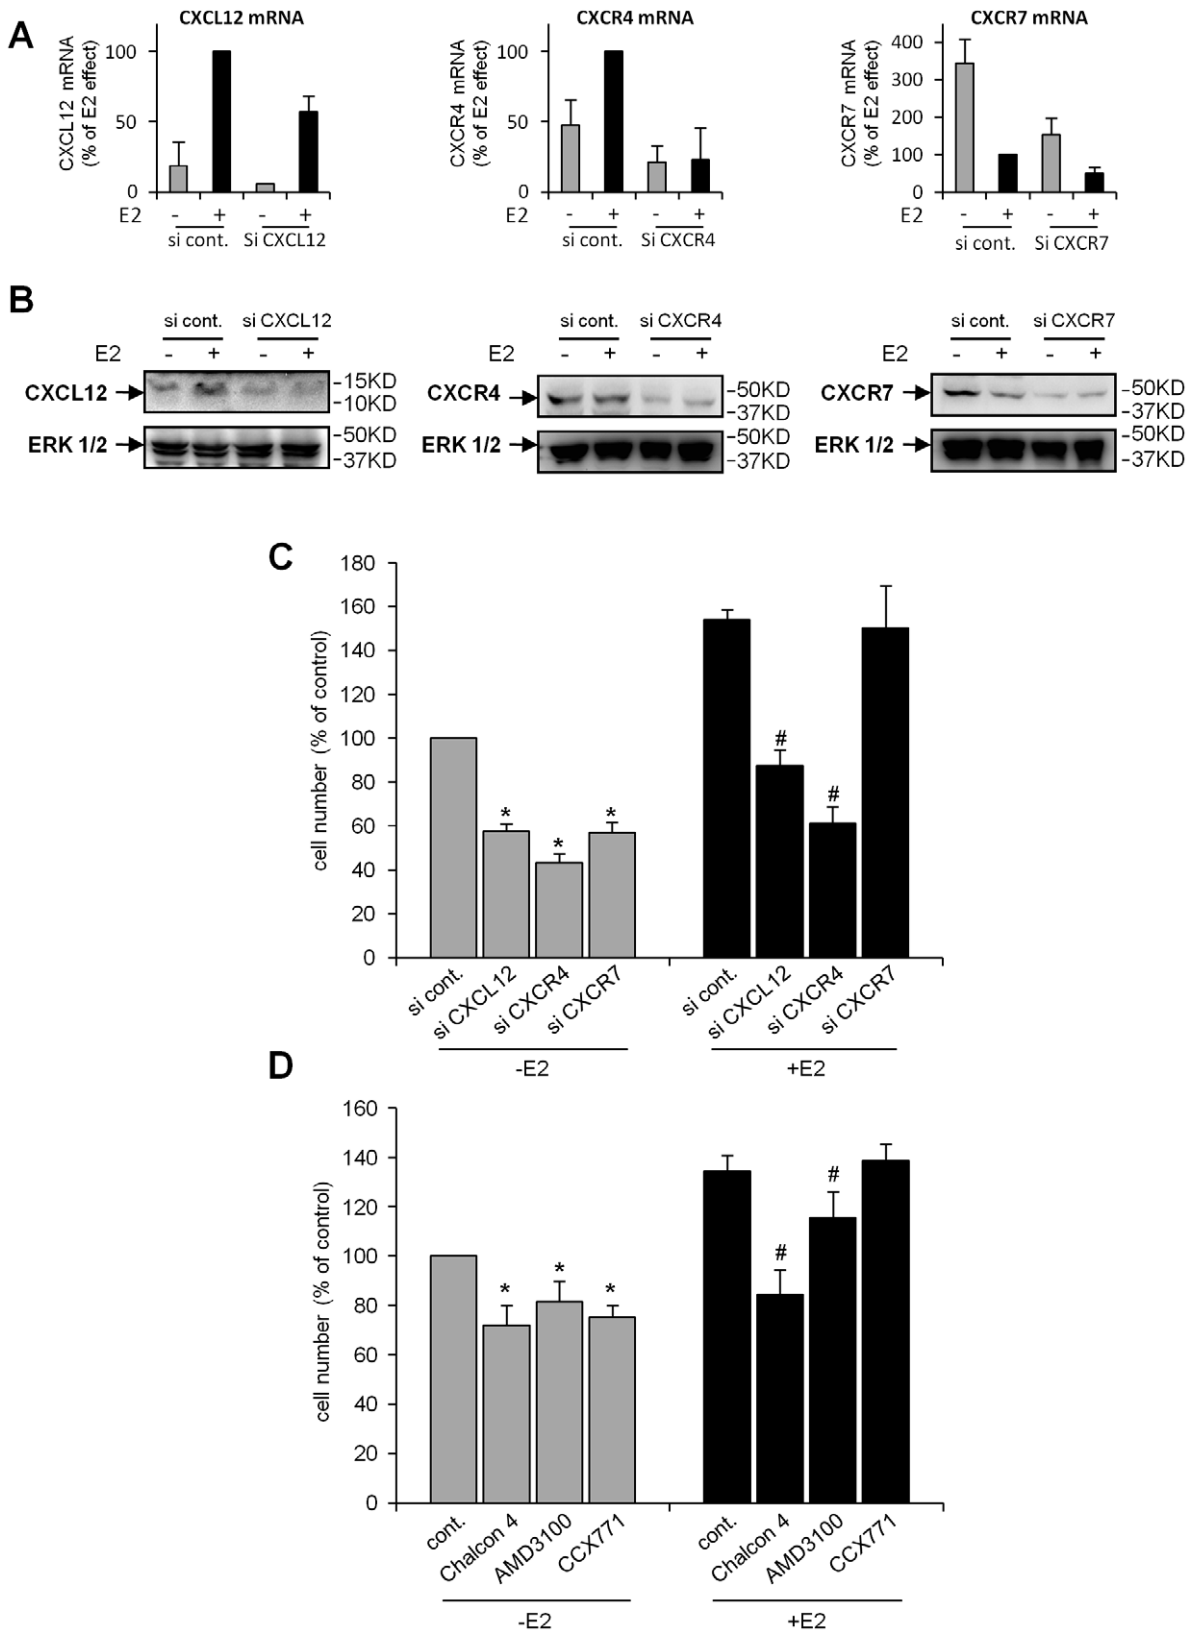 A
CXCL12 mRNA
CXCL12 mRNA
(% of E2 effect)
100
50
0
E2 - + - +
si cont. Si CXCL12
CXCR4 mRNA
CXCR4 mRNA
(% of E2 effect)
100
50
0
E2 - + - +
si cont. Si CXCR4
CXCR7 mRNA
CXCR7 mRNA
(% of E2 effect)
400
300
200
100
0
E2 - + - +
si cont. Si CXCR7
B
si cont. si CXCL12
E2 - + - +
CXCL12
-15KD
-10KD
ERK 1/2
-50KD
-37KD
si cont. si CXCR4
E2 - + - +
CXCR4
-50KD
-37KD
ERK 1/2
-50KD
-37KD
si cont. si CXCR7
E2 - + - +
CXCR7
-50KD
-37KD
ERK 1/2
-50KD
-37KD
C
cell number (% of control)
180
160
140
120
100
80
60
40
20
0
* * *
# #
si cont. si CXCL12 si CXCR4 si CXCR7
si cont. si CXCL12 si CXCR4 si CXCR7
-E2 +E2
D
cell number (% of control)
160
140
120
100
80
60
40
20
0
* * *
# #
cont. Chalcon 4 AMD3100 CCX771
cont. Chalcon 4 AMD3100 CCX771
-E2 +E2